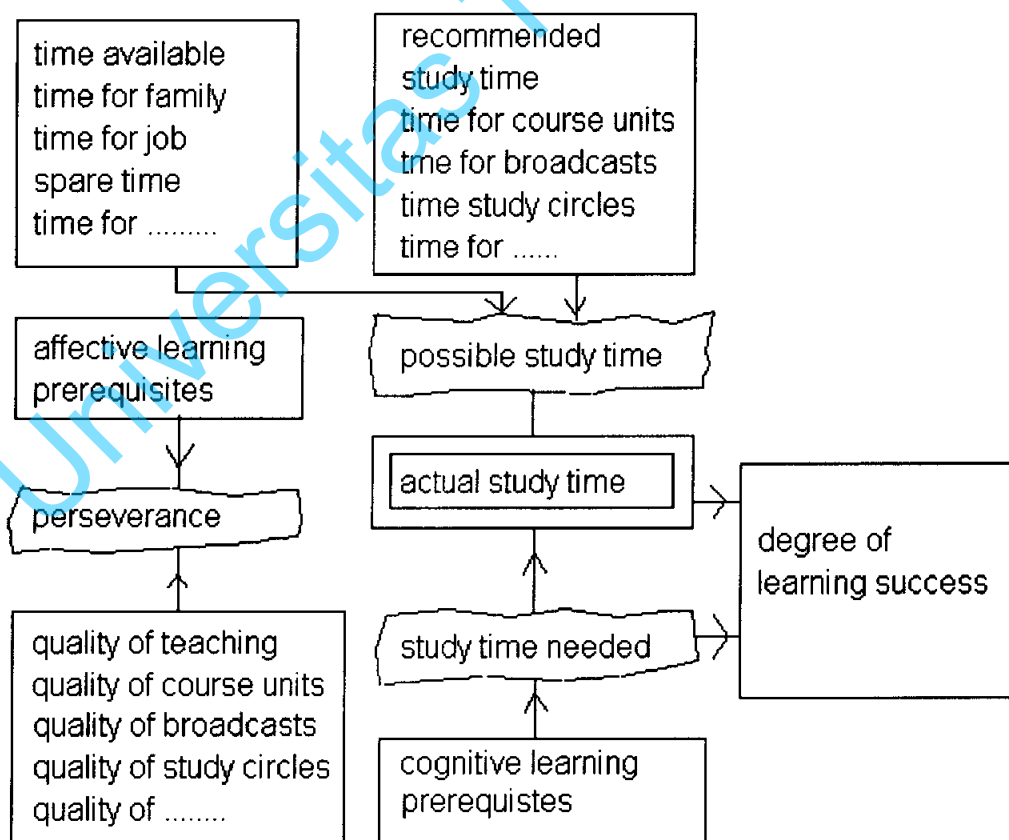 time available
time for family
time for job
spare time
time for .........
recommended
study time
time for course units
tme for broadcasts
time study circles
time for ......
affective learning
prerequisites
possible study time
actual study time
perseverance
degree of
learning success
quality of teaching
quality of course units
quality of broadcasts
quality of study circles
quality of ........
study time needed
cognitive learning
prerequistes
Universitas